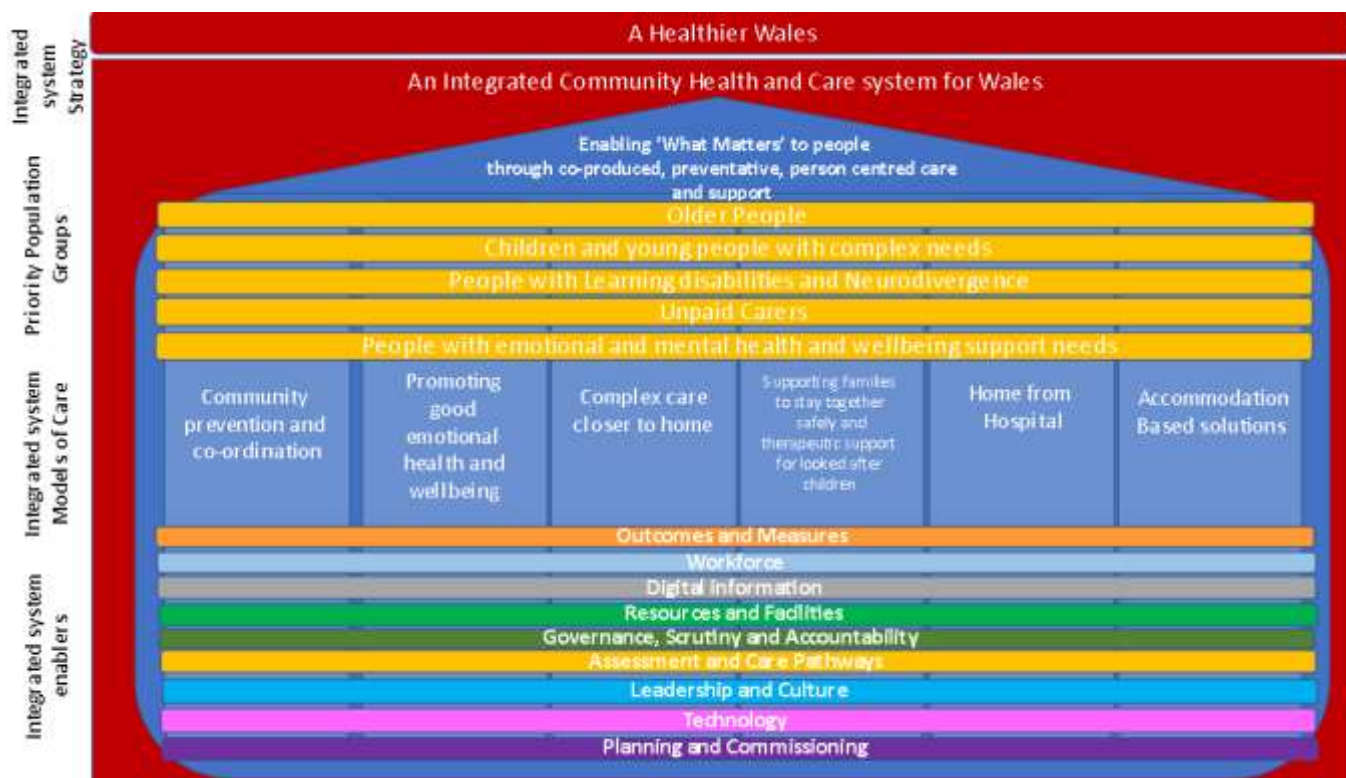 A Healthier Wales
An Integrated Community Health and Care system for Wales
Integrated
system
Strategy
Enabling 'What Matters' to people
through co-produced, preventative, person centred care
and support
Priority Population
Groups
Older People
Children and young people with complex needs
People with Learning disabilities and Neurodivergence
Unpaid Carers
People with emotional and mental health and wellbeing support needs
Integrated system
Models of Care
Community
prevention and
co-ordination
Promoting
good
emotional
health and
wellbeing
Complex care
closer to home
Supporting families
to stay together
safely and
therapeutic support
for looked after
children
Home from
Hospital
Accommodation
Based solutions
Integrated system
enablers
Outcomes and Measures
Workforce
Digital information
Resources and Facilities
Governance, Scrutiny and Accountability
Assessment and Care Pathways
Leadership and Culture
Technology
Planning and Commissioning